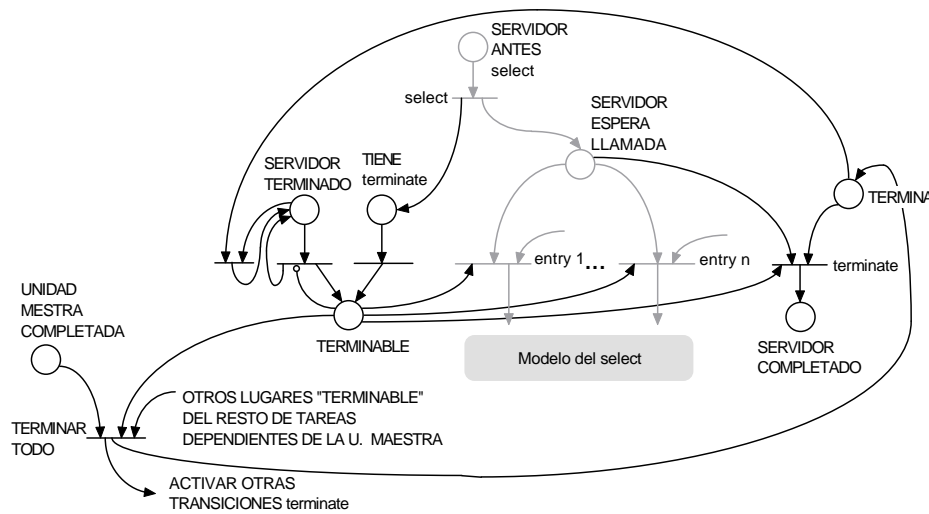 SERVIDOR
ANTES
select
select
SERVIDOR
ESPERA
LLAMADA
SERVIDOR
TERMINADO
TIENE
terminate
TERMINA
entry 1
...
entry n
terminate
UNIDAD
MESTRA
COMPLETADA
TERMINABLE
SERVIDOR
COMPLETADO
Modelo del select
OTROS LUGARES "TERMINABLE"
DEL RESTO DE TAREAS
DEPENDIENTES DE LA U. MAESTRA
TERMINAR
TODO
ACTIVAR OTRAS
TRANSICIONES terminate